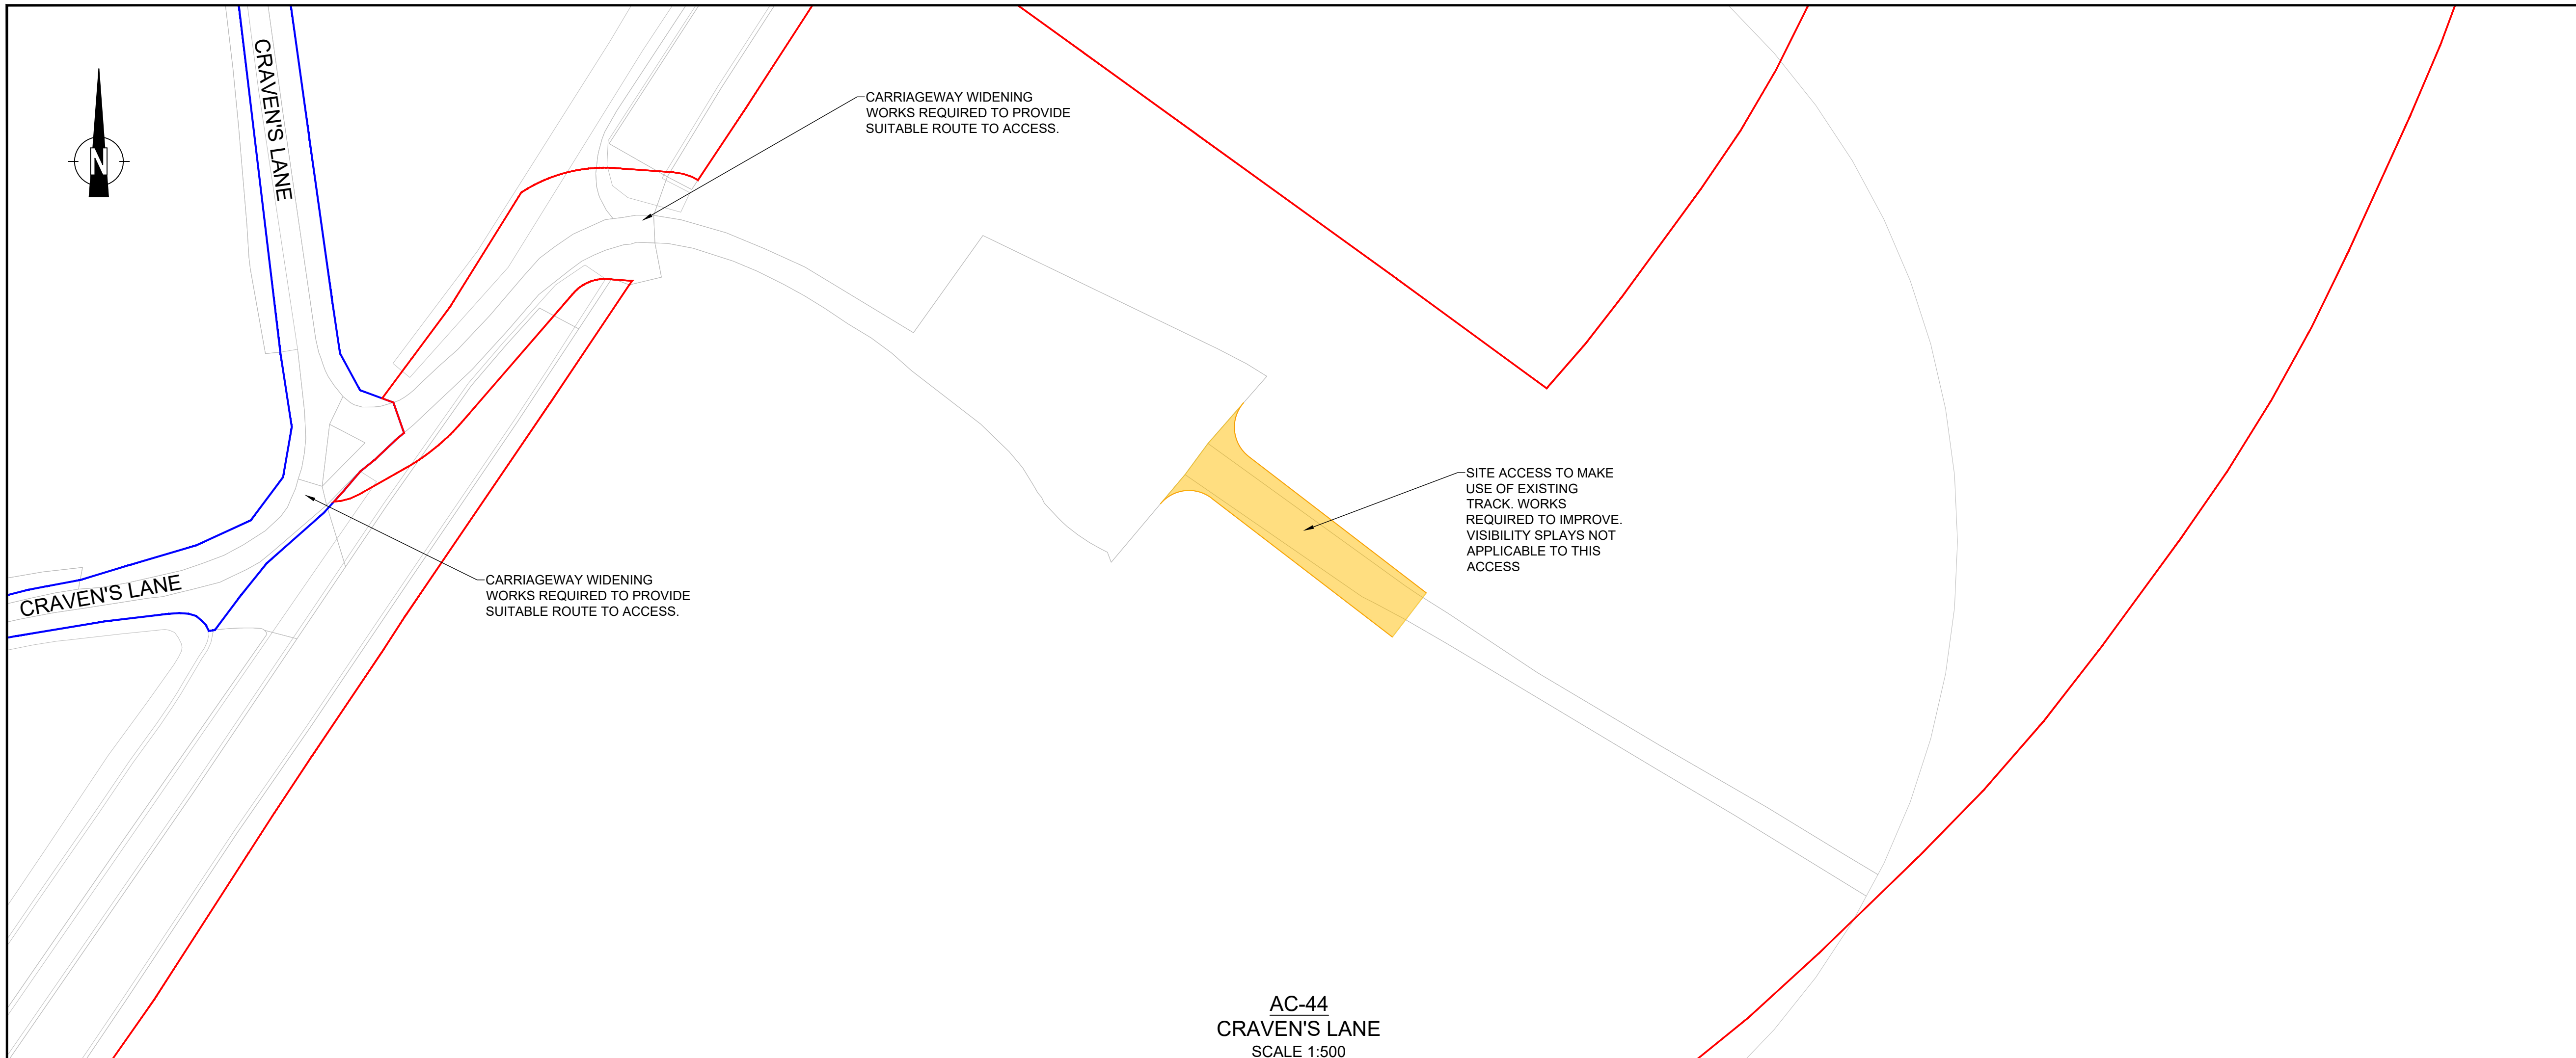 CRAVEN'S LANE
N
CARRIAGEWAY WIDENING
WORKS REQUIRED TO PROVIDE
SUITABLE ROUTE TO ACCESS.
SITE ACCESS TO MAKE
USE OF EXISTING
TRACK. WORKS
REQUIRED TO IMPROVE.
VISIBILITY SPLAYS NOT
APPLICABLE TO THIS
ACCESS
CARRIAGEWAY WIDENING
WORKS REQUIRED TO PROVIDE
SUITABLE ROUTE TO ACCESS.
CRAVEN'S LANE
AC-44
CRAVEN'S LANE
SCALE 1:500